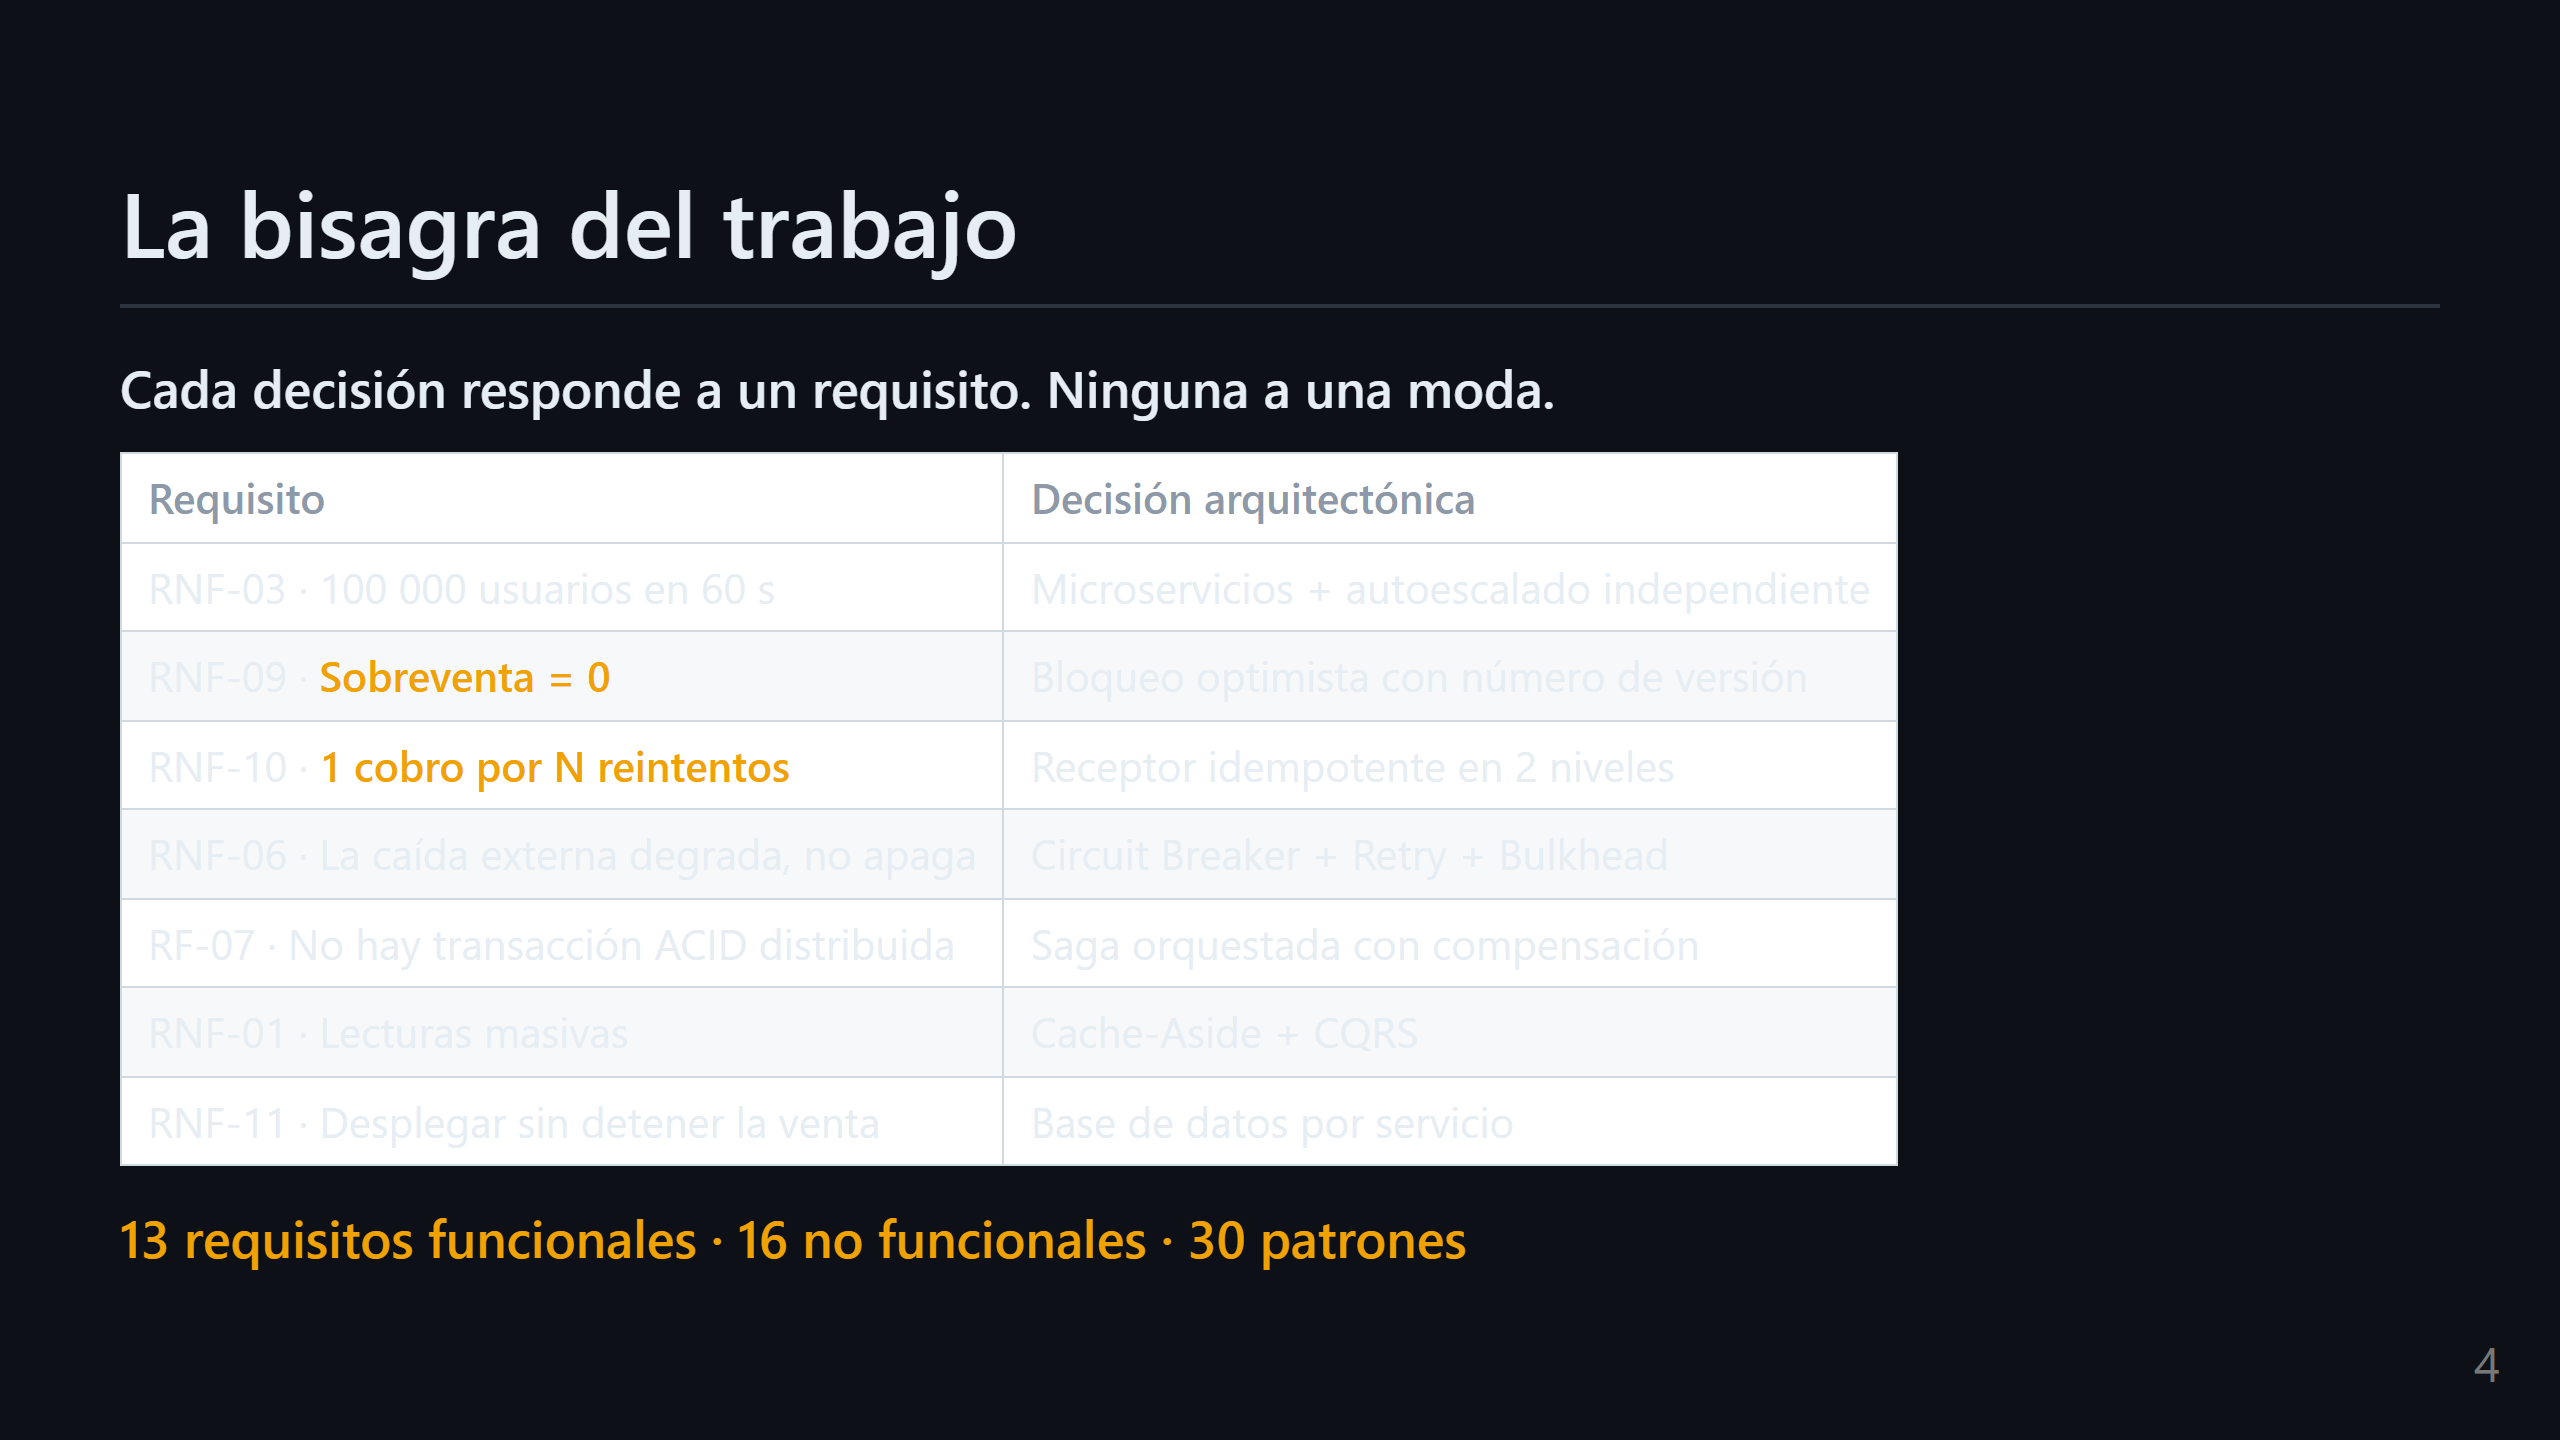 La bisagra del trabajo
Cada decisión responde a un requisito. Ninguna a una moda.
Requisito
Decisión arquitectónica
RNF-03 · 100 000 usuarios en 60 s
Microservicios + autoescalado independiente
RNF-09 · Sobreventa = 0
Bloqueo optimista con número de versión
RNF-10 · 1 cobro por N reintentos
Receptor idempotente en 2 niveles
RNF-06 · La caída externa degrada, no apaga
Circuit Breaker + Retry + Bulkhead
RF-07 · No hay transacción ACID distribuida
Saga orquestada con compensación
RNF-01 · Lecturas masivas
Cache-Aside + CQRS
RNF-11 · Desplegar sin detener la venta
Base de datos por servicio
13 requisitos funcionales · 16 no funcionales · 30 patrones
4